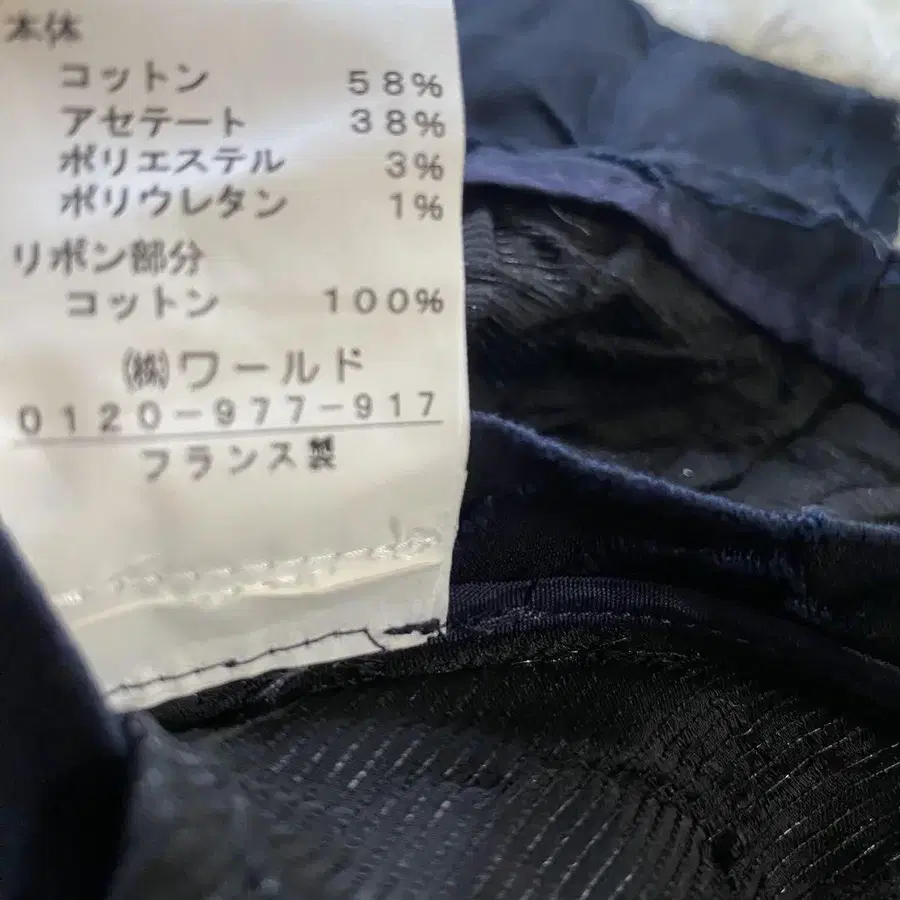 本体
コットン 58%
アセテート 38%
ポリエステル 3%
ポリウレタン 1%
リボン部分
コットン 100%
㈱ワールド
0120-977-917
フランス製